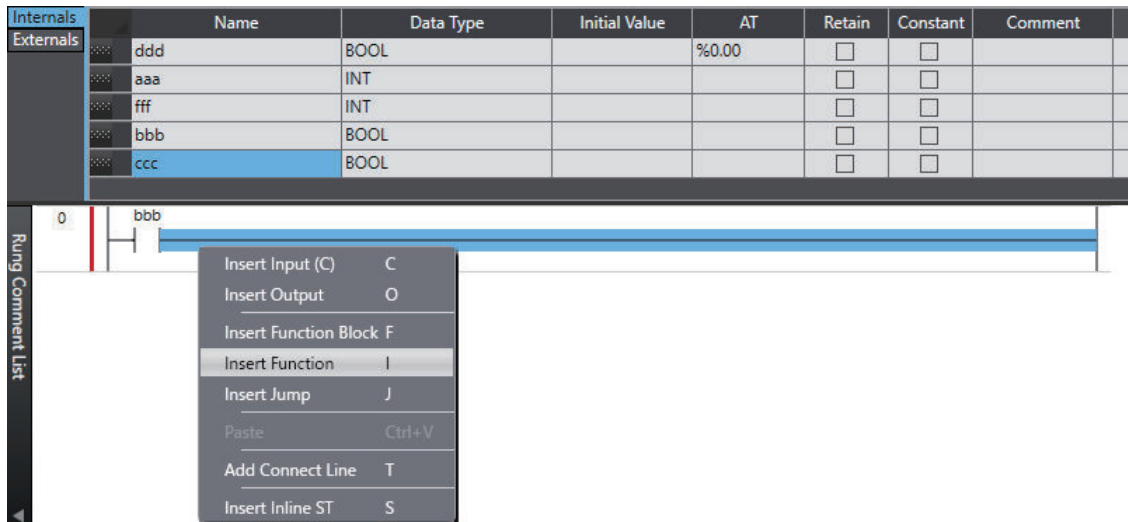 Internals
Externals
Name Data Type Initial Value AT Retain Constant Comment
ddd BOOL %0.00
aaa INT
fff INT
bbb BOOL
ccc BOOL
Rung Comment List
0 bbb
Insert Input (C) C
Insert Output O
Insert Function Block F
Insert Function I
Insert Jump J
Paste Ctrl+V
Add Connect Line T
Insert Inline ST S